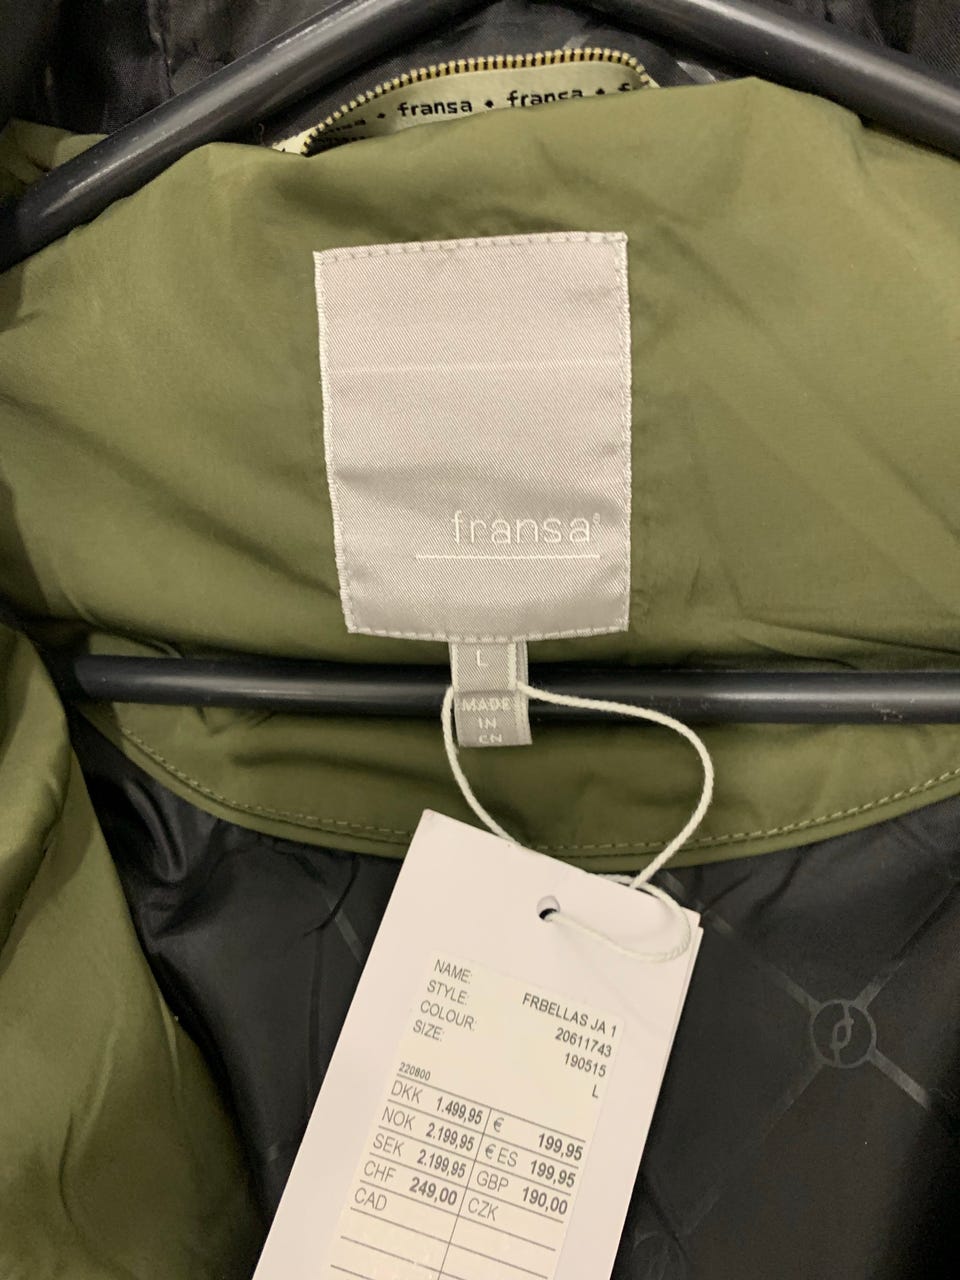 fransa • fransa • f
fransa®
L
MADE
IN
CN
NAME: FRBELLAS JA 1
STYLE: 20611743
COLOUR: 190515
SIZE: L
220800
DKK 1.499,95 € 199,95
NOK 2.199,95 €ES 199,95
SEK 2.199,95 GBP 190,00
CHF 249,00 CZK
CAD